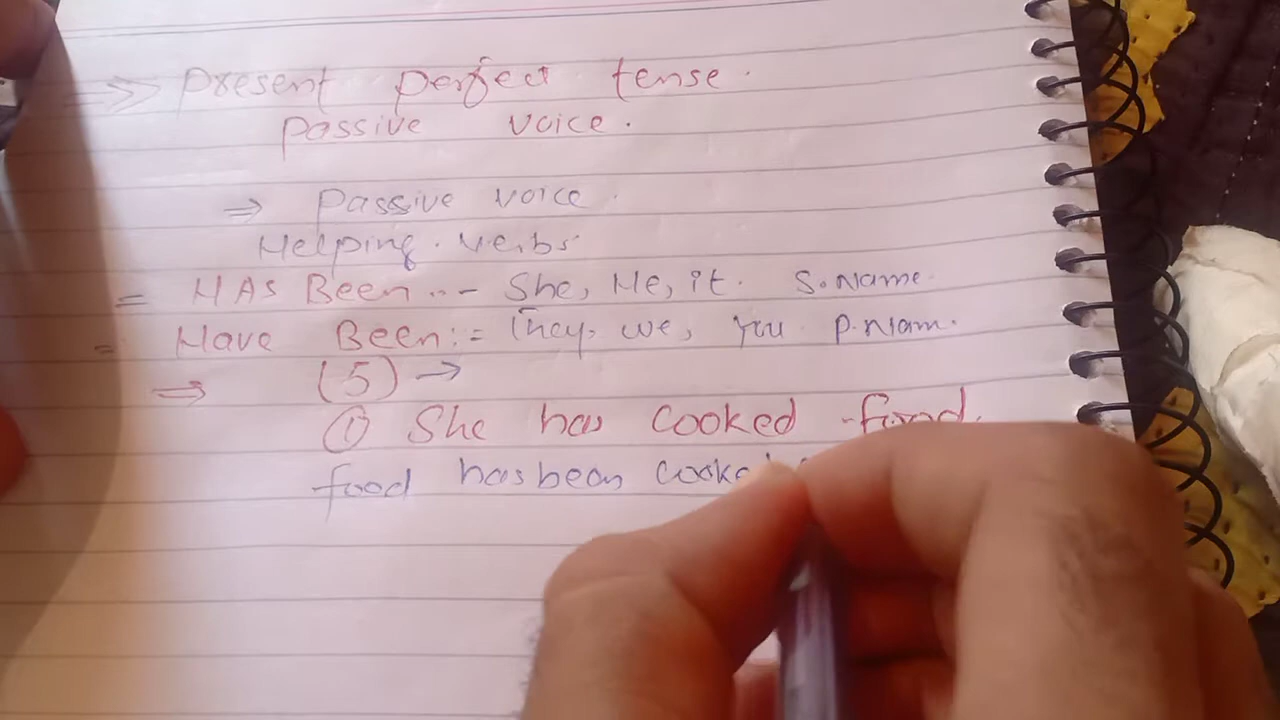 => Present perfect tense.
Passive voice.
=> Passive voice.
Helping. verbs
= HAS Been..- She, He, it. S.Name.
= Have Been:= They, we, you P.Nam.
=> (5) →
① She has cooked food.
food has been